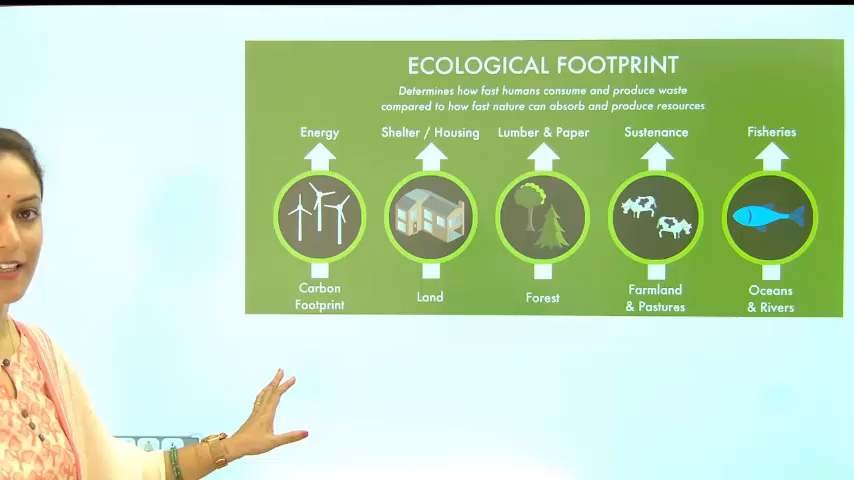 ECOLOGICAL FOOTPRINT
Determines how fast humans consume and produce waste
compared to how fast nature can absorb and produce resources
Energy
Shelter / Housing
Lumber & Paper
Sustenance
Fisheries
Carbon
Footprint
Land
Forest
Farmland
& Pastures
Oceans
& Rivers